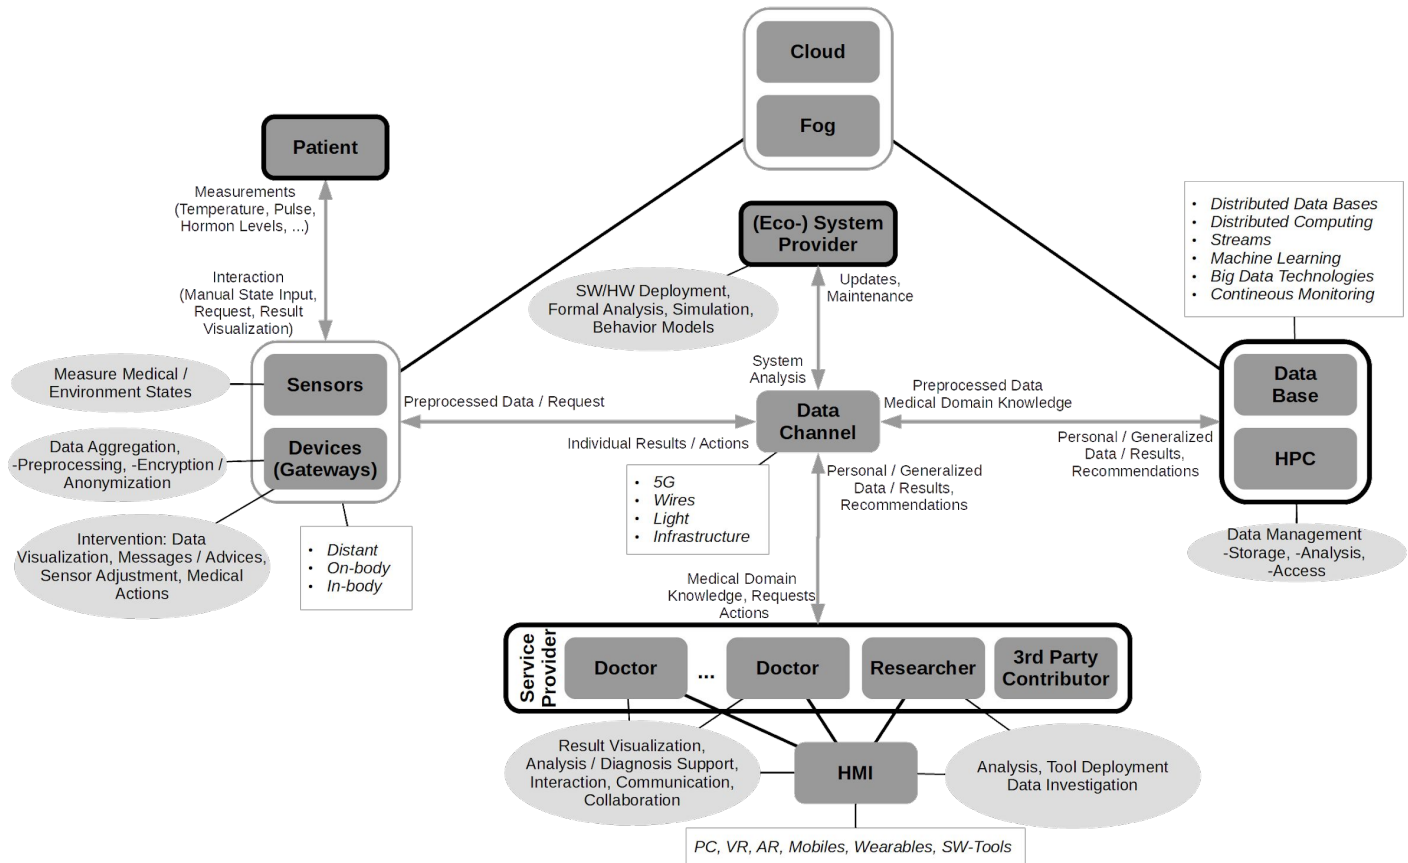 Cloud
Fog
Patient
Measurements
(Temperature, Pulse,
Hormon Levels, ...)
Interaction
(Manual State Input,
Request, Result
Visualization)
(Eco-) System
Provider
SW/HW Deployment,
Formal Analysis, Simulation,
Behavior Models
Updates,
Maintenance
System
Analysis
• Distributed Data Bases
• Distributed Computing
• Streams
• Machine Learning
• Big Data Technologies
• Contineous Monitoring
Measure Medical /
Environment States
Sensors
Data Aggregation,
-Preprocessing, -Encryption /
Anonymization
Devices
(Gateways)
Intervention: Data
Visualization, Messages / Advices,
Sensor Adjustment, Medical
Actions
• Distant
• On-body
• In-body
Preprocessed Data / Request
Individual Results / Actions
Data
Channel
• 5G
• Wires
• Light
• Infrastructure
Preprocessed Data
Medical Domain Knowledge
Personal / Generalized
Data / Results,
Recommendations
Data
Base
HPC
Data Management
-Storage, -Analysis,
-Access
Personal / Generalized
Data / Results,
Recommendations
Medical Domain
Knowledge, Requests
Actions
Service
Provider
Doctor
...
Doctor
Researcher
3rd Party
Contributor
Result Visualization,
Analysis / Diagnosis Support,
Interaction, Communication,
Collaboration
HMI
Analysis, Tool Deployment
Data Investigation
PC, VR, AR, Mobiles, Wearables, SW-Tools